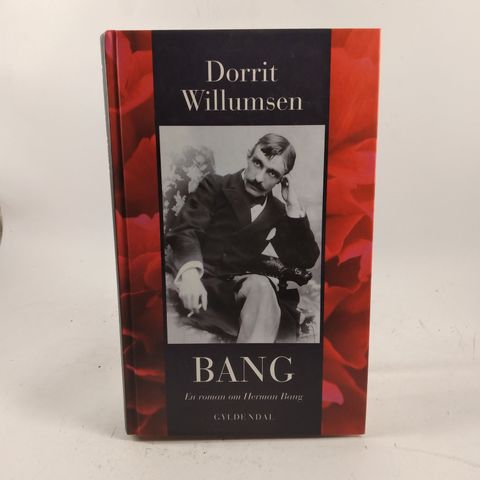 Dorrit
Willumsen
BANG
En roman om Herman Bang
GYLDENDAL